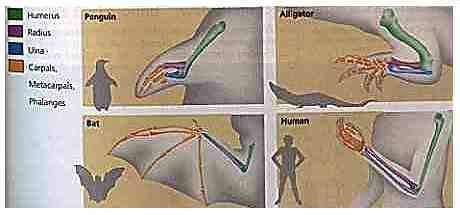 Humerus
Radius
Ulna
Carpals,
Metacarpals,
Phalanges
Penguin
Alligator
Bat
Human